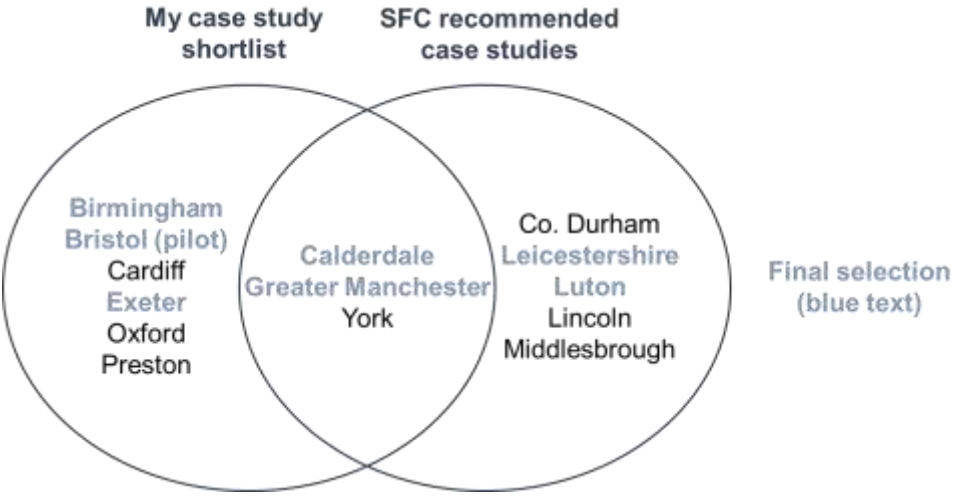 My case study
shortlist
SFC recommended
case studies
Birmingham
Bristol (pilot)
Cardiff
Exeter
Oxford
Preston
Calderdale
Greater Manchester
York
Co. Durham
Leicestershire
Luton
Lincoln
Middlesbrough
Final selection
(blue text)